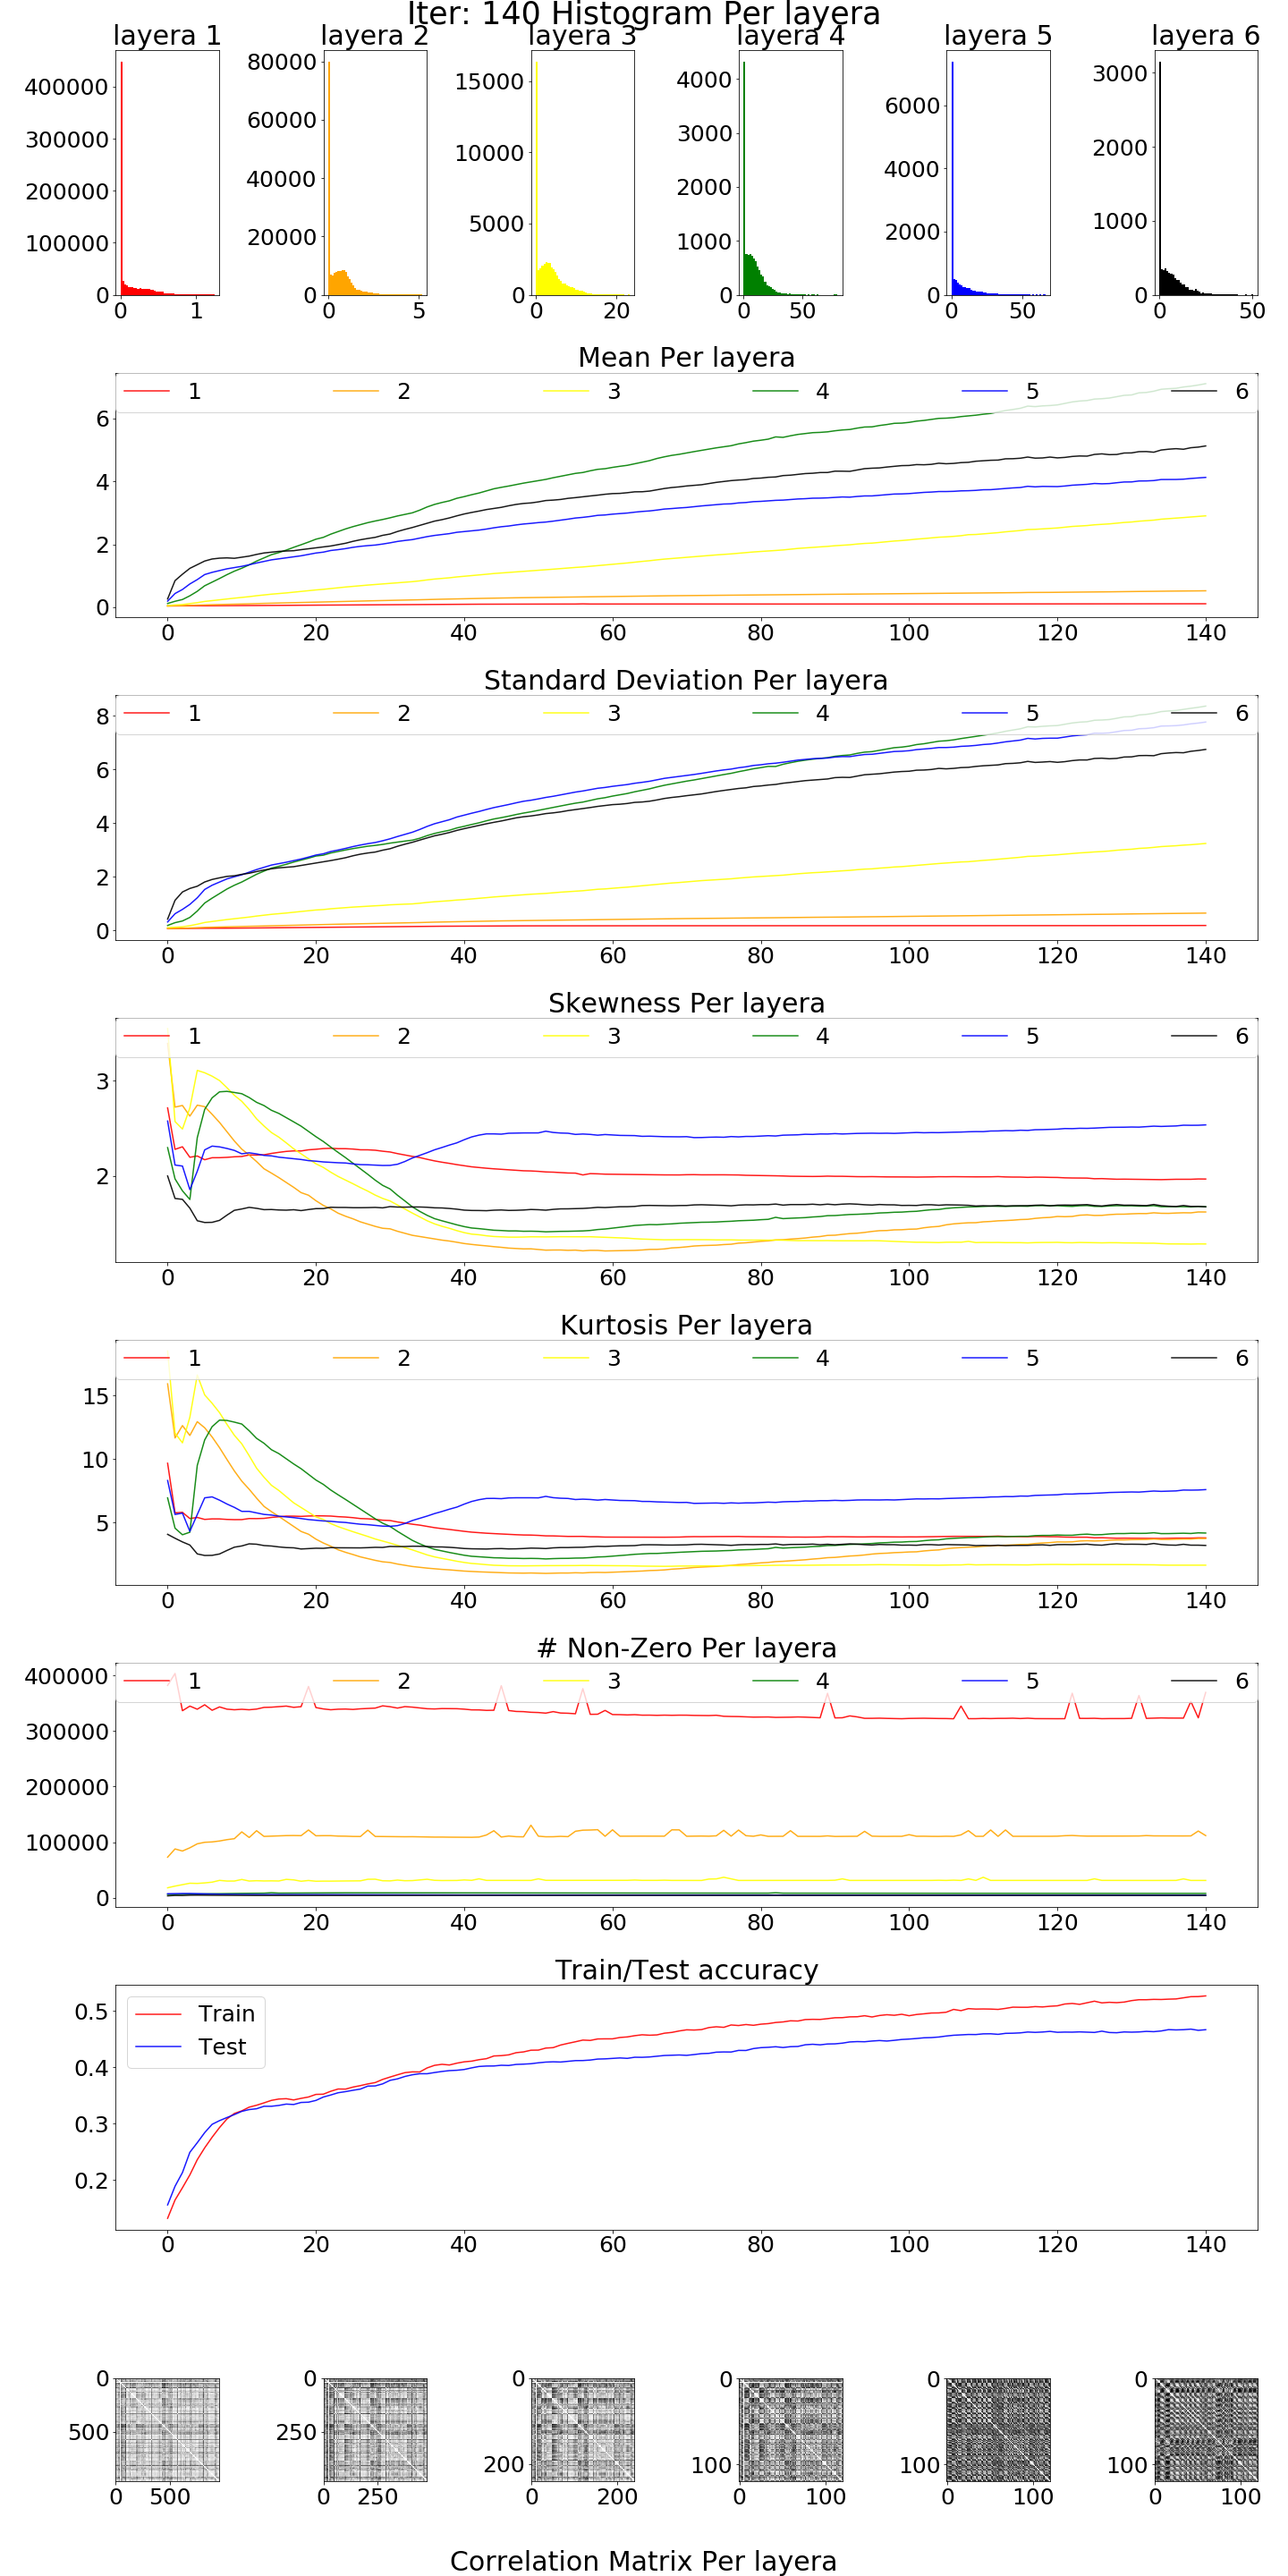 Iter: 140 Histogram Per layera
layera 1 layera 2 layera 3 layera 4 layera 5 layera 6
400000 300000 200000 100000 0
0 1
80000 60000 40000 20000 0
0 5
15000 10000 5000 0
0 20
4000 3000 2000 1000 0
0 50
6000 4000 2000 0
0 50
3000 2000 1000 0
0 50
Mean Per layera
1 2 3 4 5 6
6
4
2
0
0 20 40 60 80 100 120 140
Standard Deviation Per layera
1 2 3 4 5 6
8
6
4
2
0
0 20 40 60 80 100 120 140
Skewness Per layera
1 2 3 4 5 6
3
2
0 20 40 60 80 100 120 140
Kurtosis Per layera
1 2 3 4 5 6
15
10
5
0 20 40 60 80 100 120 140
# Non-Zero Per layera
1 2 3 4 5 6
400000
300000
200000
100000
0
0 20 40 60 80 100 120 140
Train/Test accuracy
Train
Test
0.5
0.4
0.3
0.2
0 20 40 60 80 100 120 140
0 500
0 500
0 250
0 250
0 200
0 200
0 100
0 100
0 100
0 100
0 100
0 100
Correlation Matrix Per layera